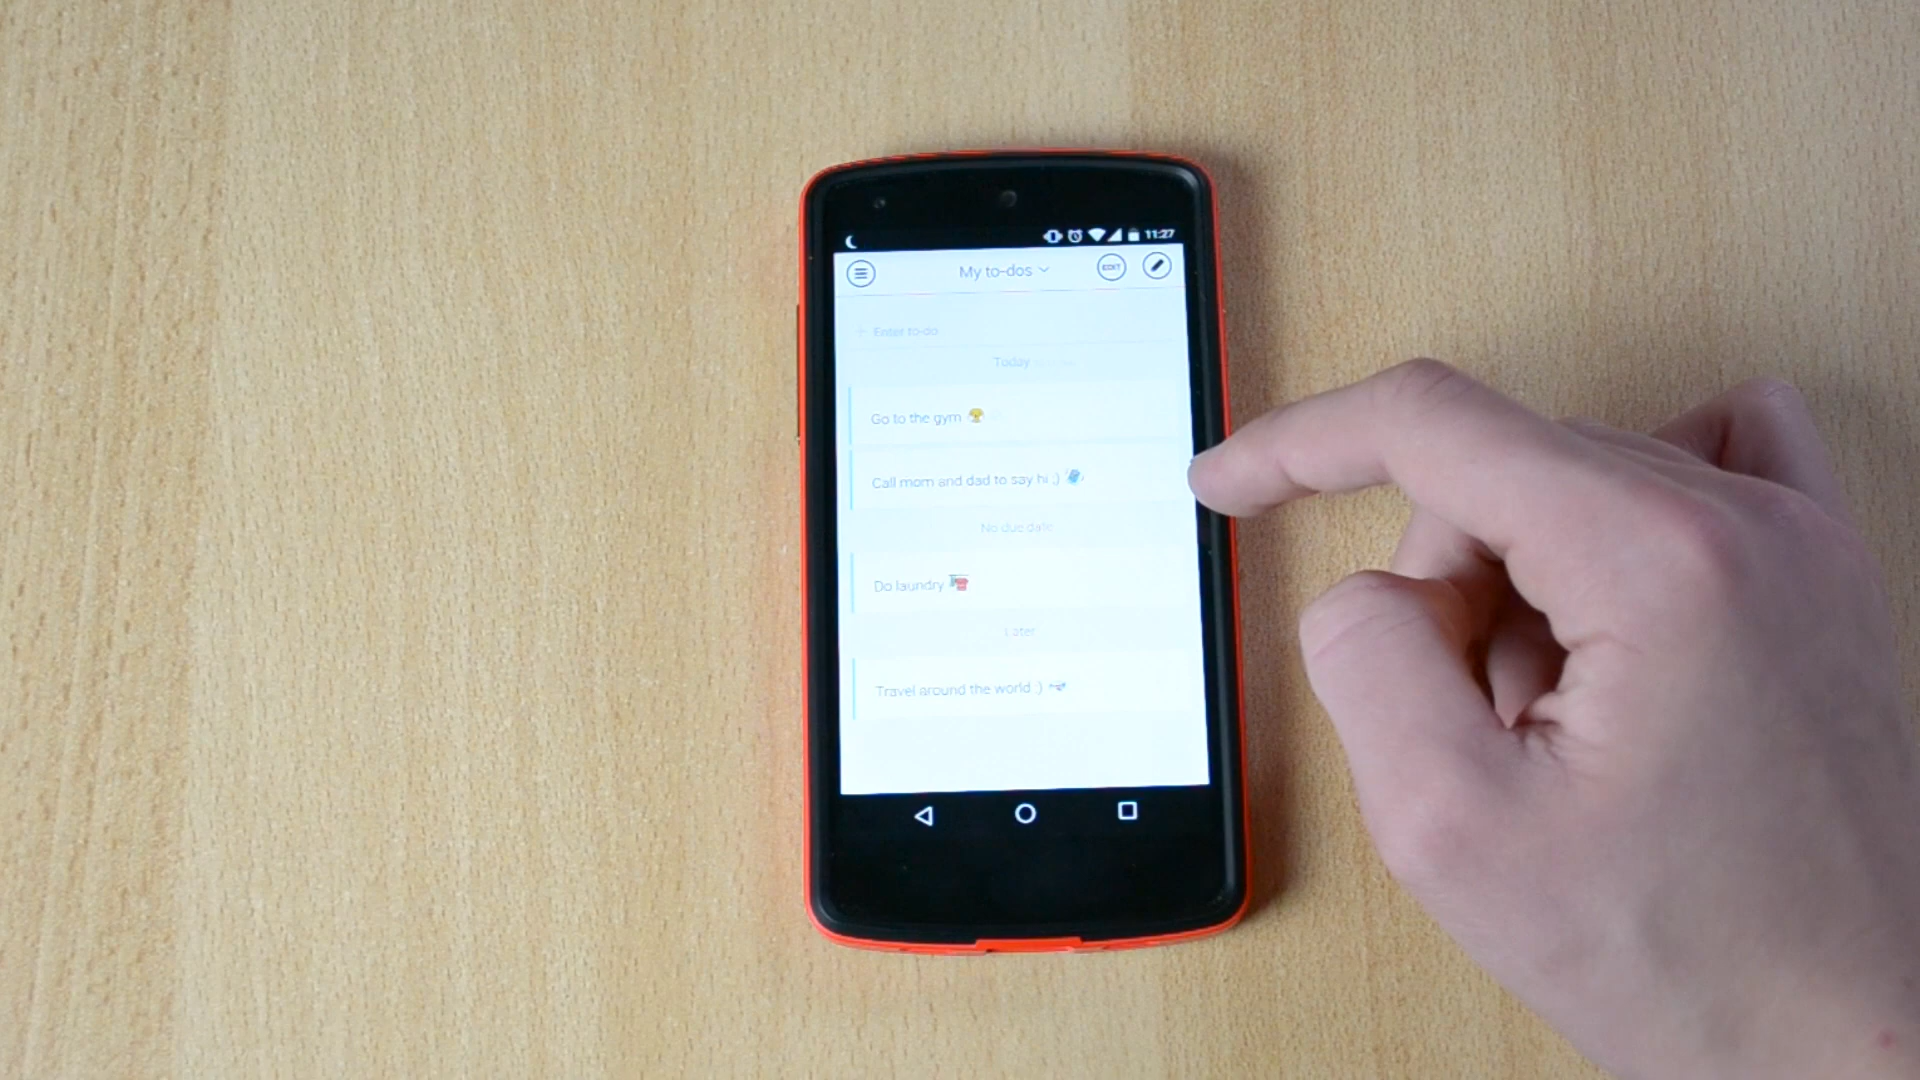 11:27
My to-dos
EDIT
+ Enter to-do
Today
Go to the gym
Call mom and dad to say hi ;)
No due date
Do laundry
Later
Travel around the world :)